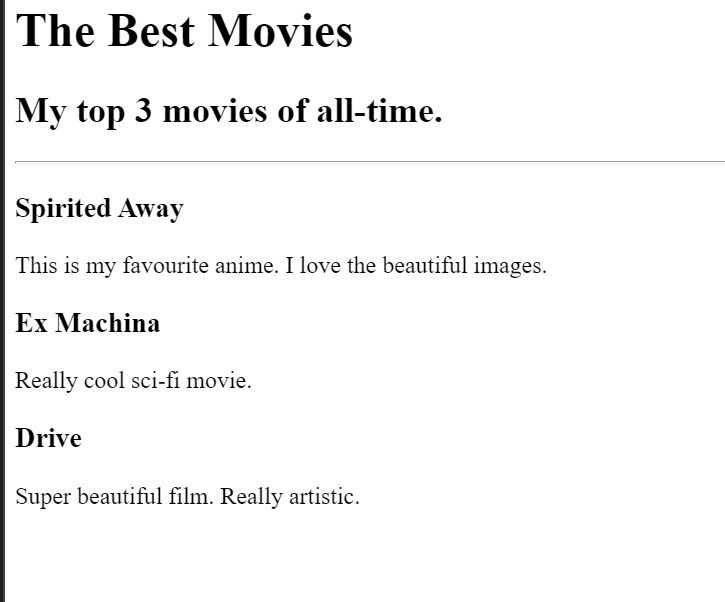 The Best Movies
My top 3 movies of all-time.
Spirited Away
This is my favourite anime. I love the beautiful images.
Ex Machina
Really cool sci-fi movie.
Drive
Super beautiful film. Really artistic.